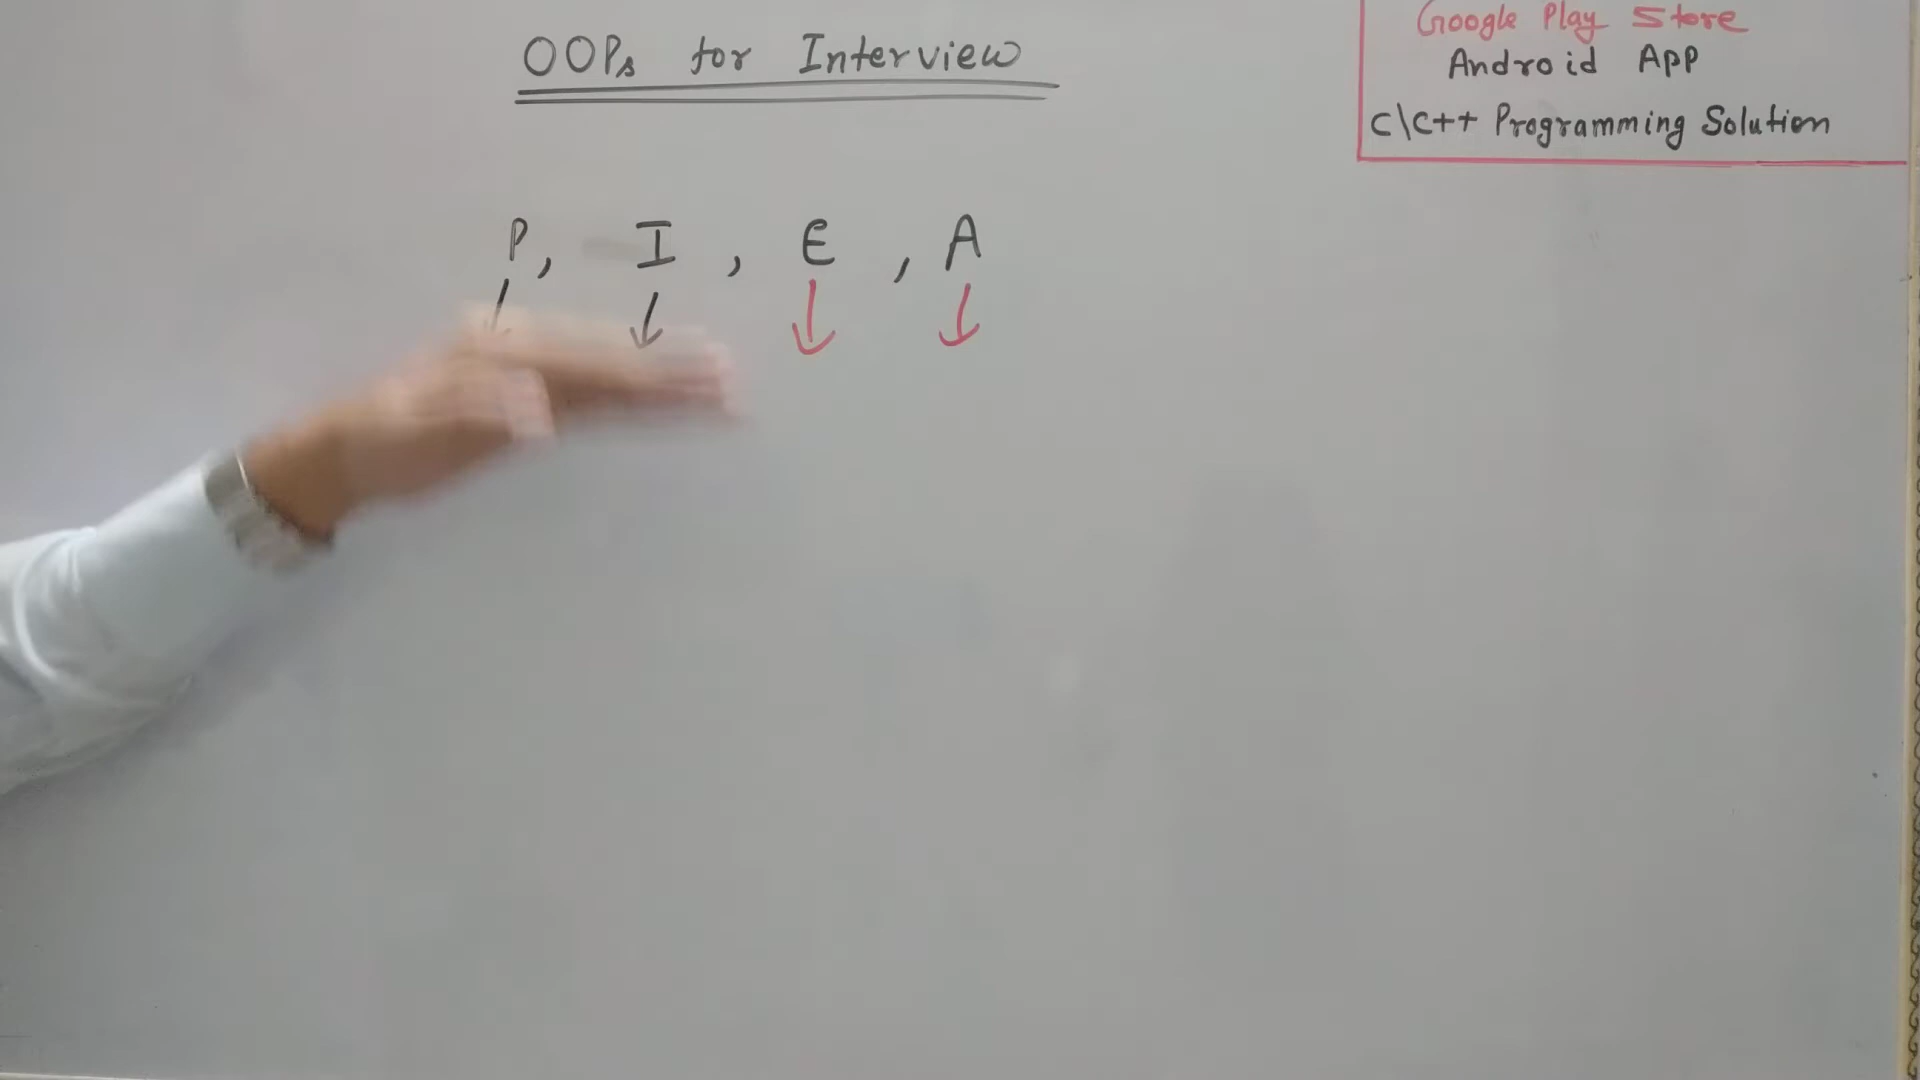 OOPs for Interview
Google Play Store
Android App
C\C++ Programming Solution
P, I, E, A